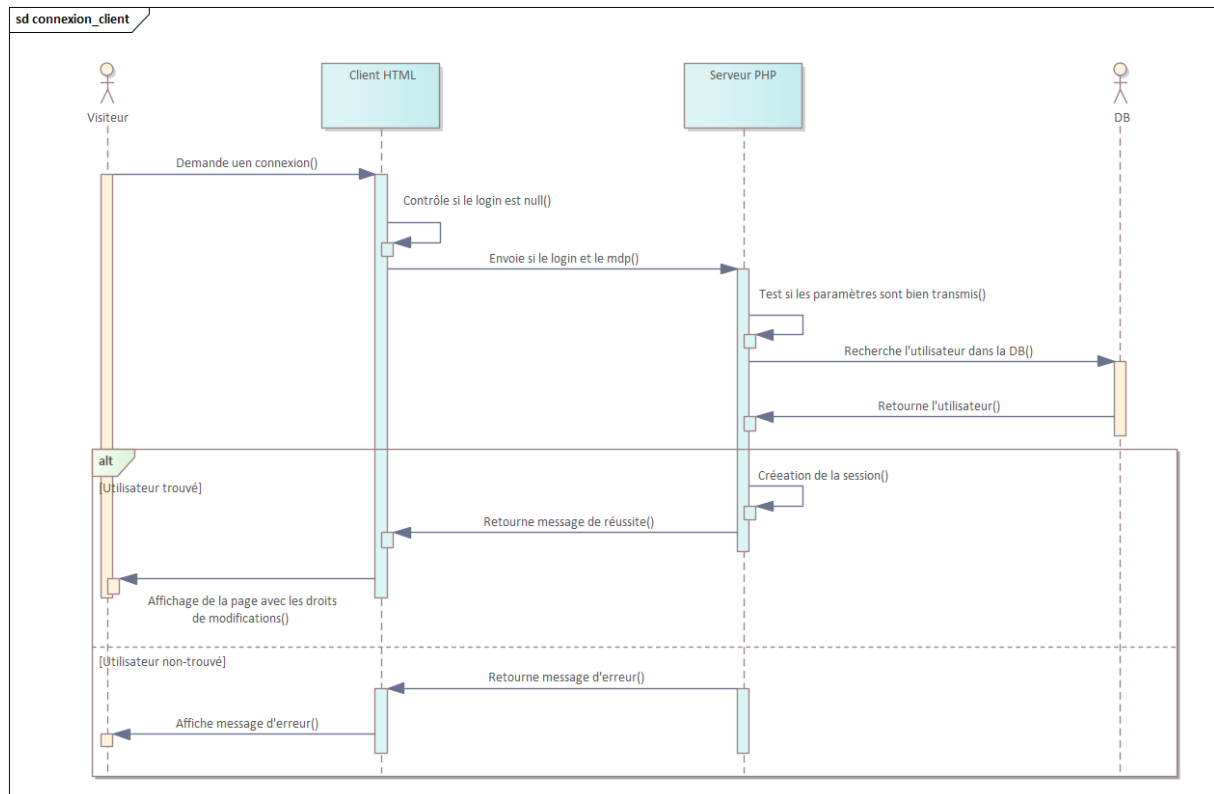 sd connexion_client
Visiteur
Client HTML
Serveur PHP
DB
Demande uen connexion()
Contrôle si le login est null()
Envoie si le login et le mdp()
Test si les paramètres sont bien transmis()
Recherche l'utilisateur dans la DB()
Retourne l'utilisateur()
alt
[Utilisateur trouvé]
Créeation de la session()
Retourne message de réussite()
Affichage de la page avec les droits
de modifications()
[Utilisateur non-trouvé]
Retourne message d'erreur()
Affiche message d'erreur()